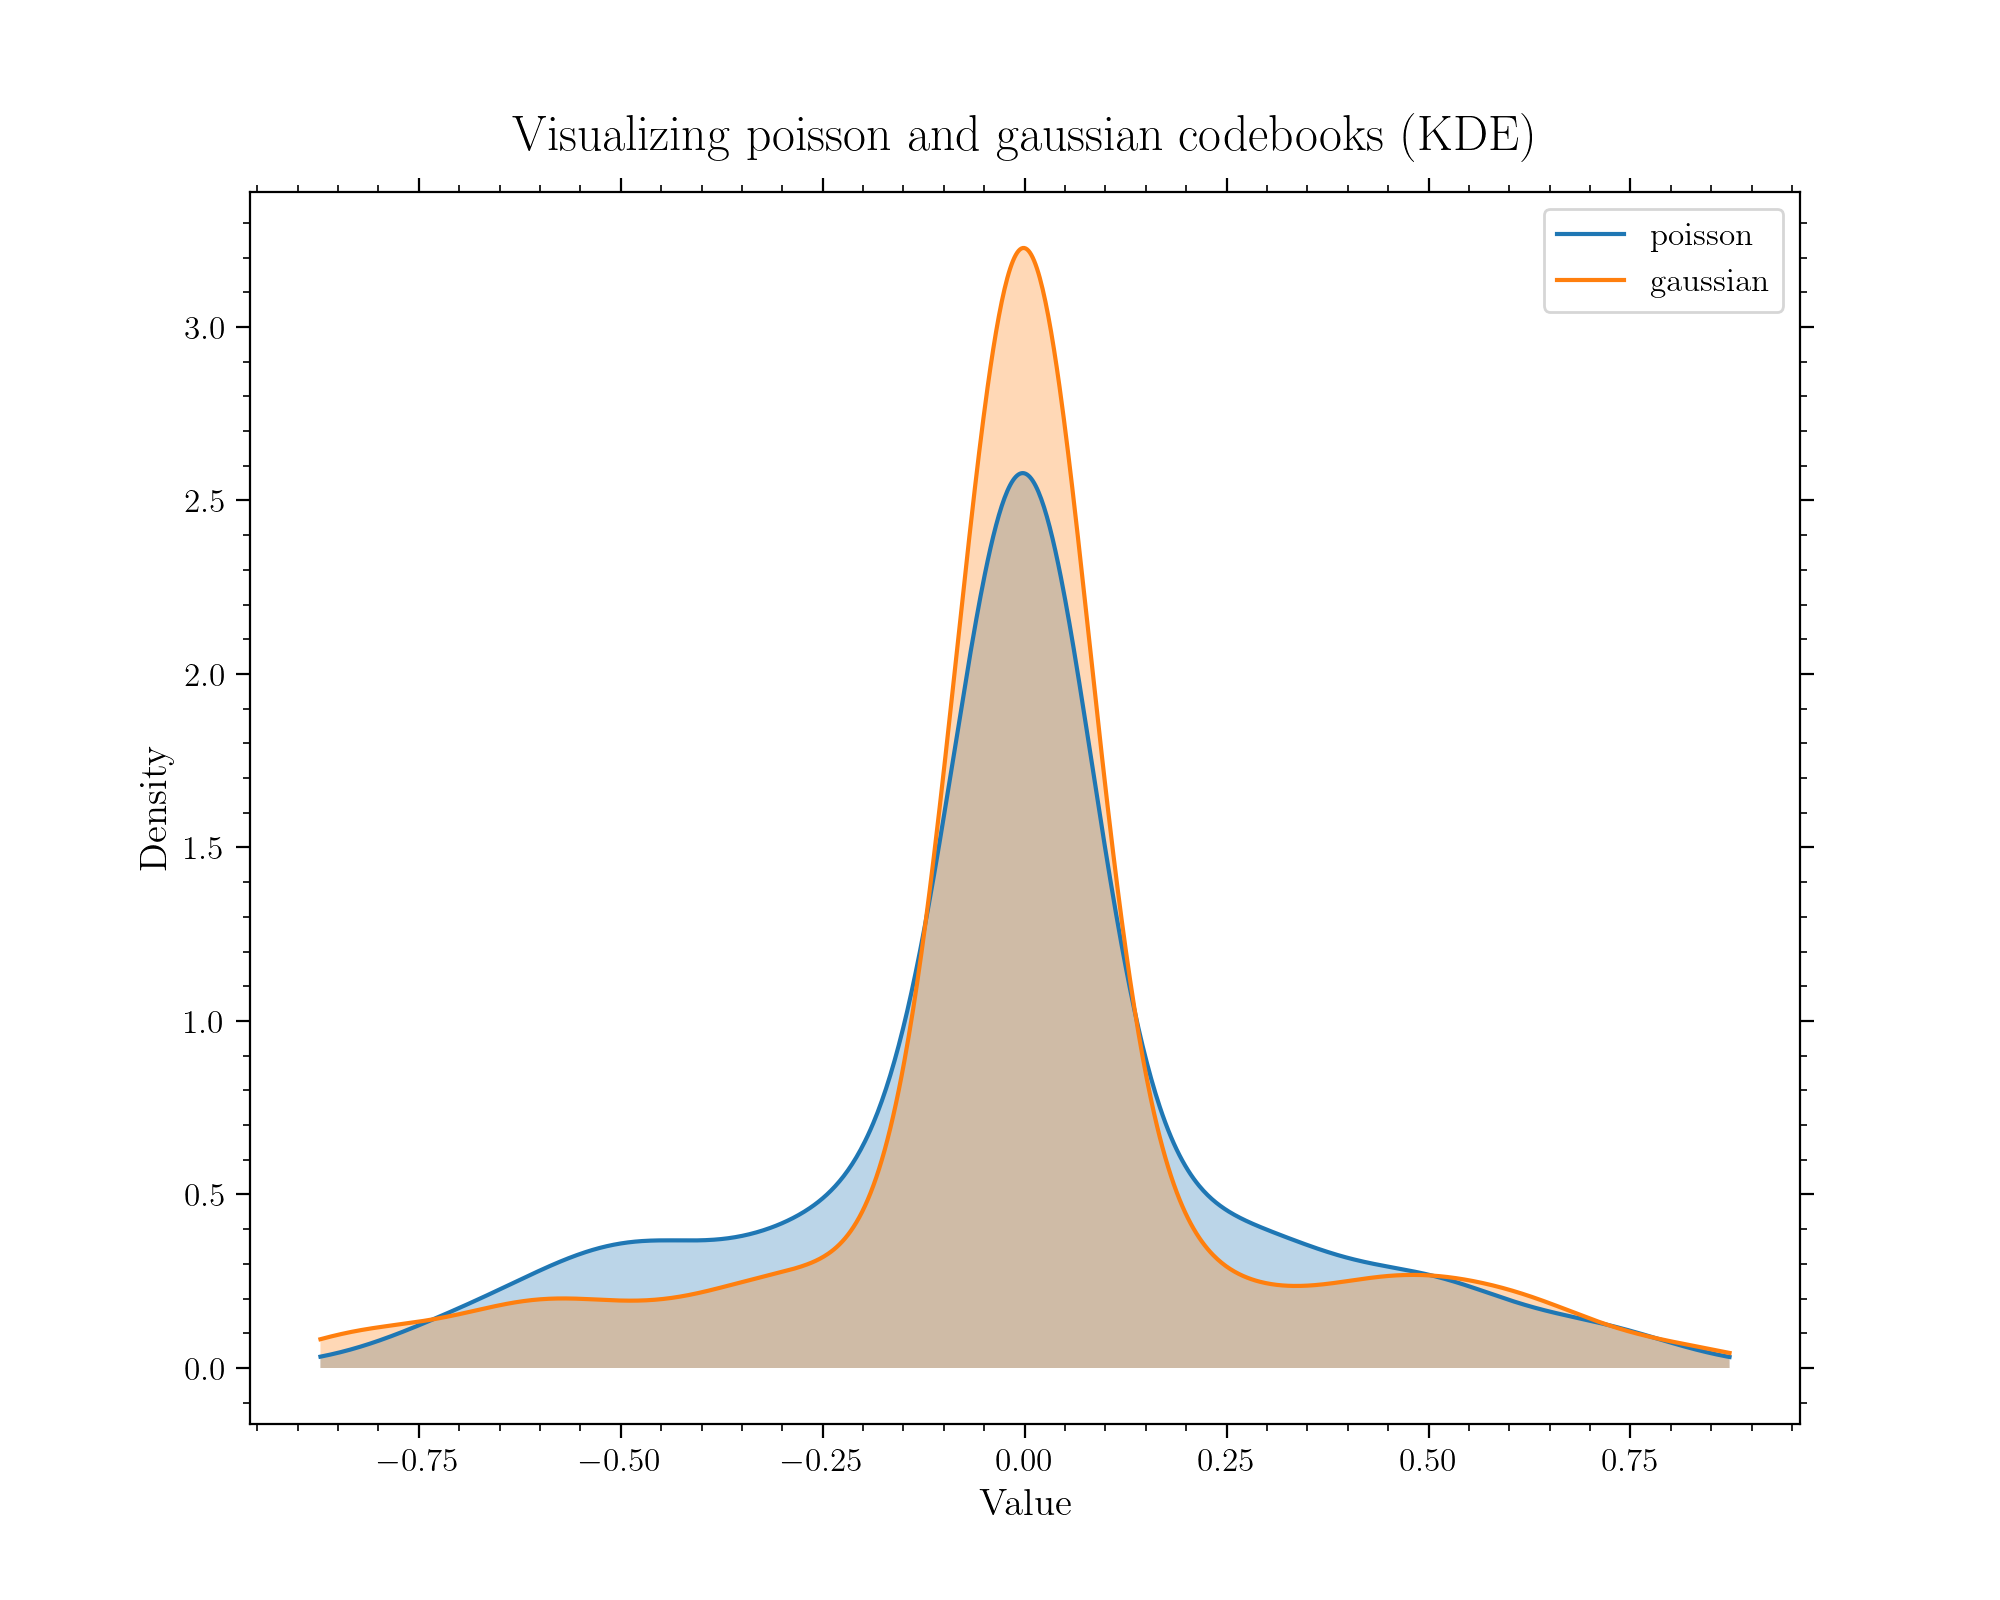 Visualizing poisson and gaussian codebooks (KDE)
poisson
gaussian
3.0
2.5
2.0
1.5
1.0
0.5
0.0
Density
−0.75 −0.50 −0.25 0.00 0.25 0.50 0.75
Value